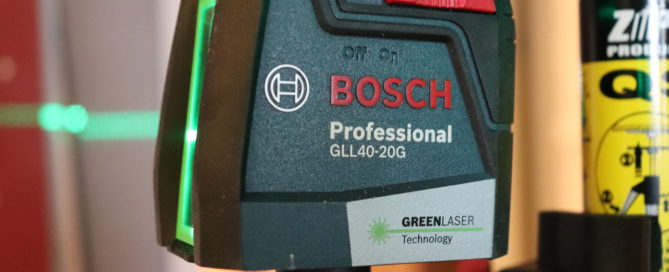 Off On
BOSCH
Professional
GLL40-20G
GREENLASER
Technology